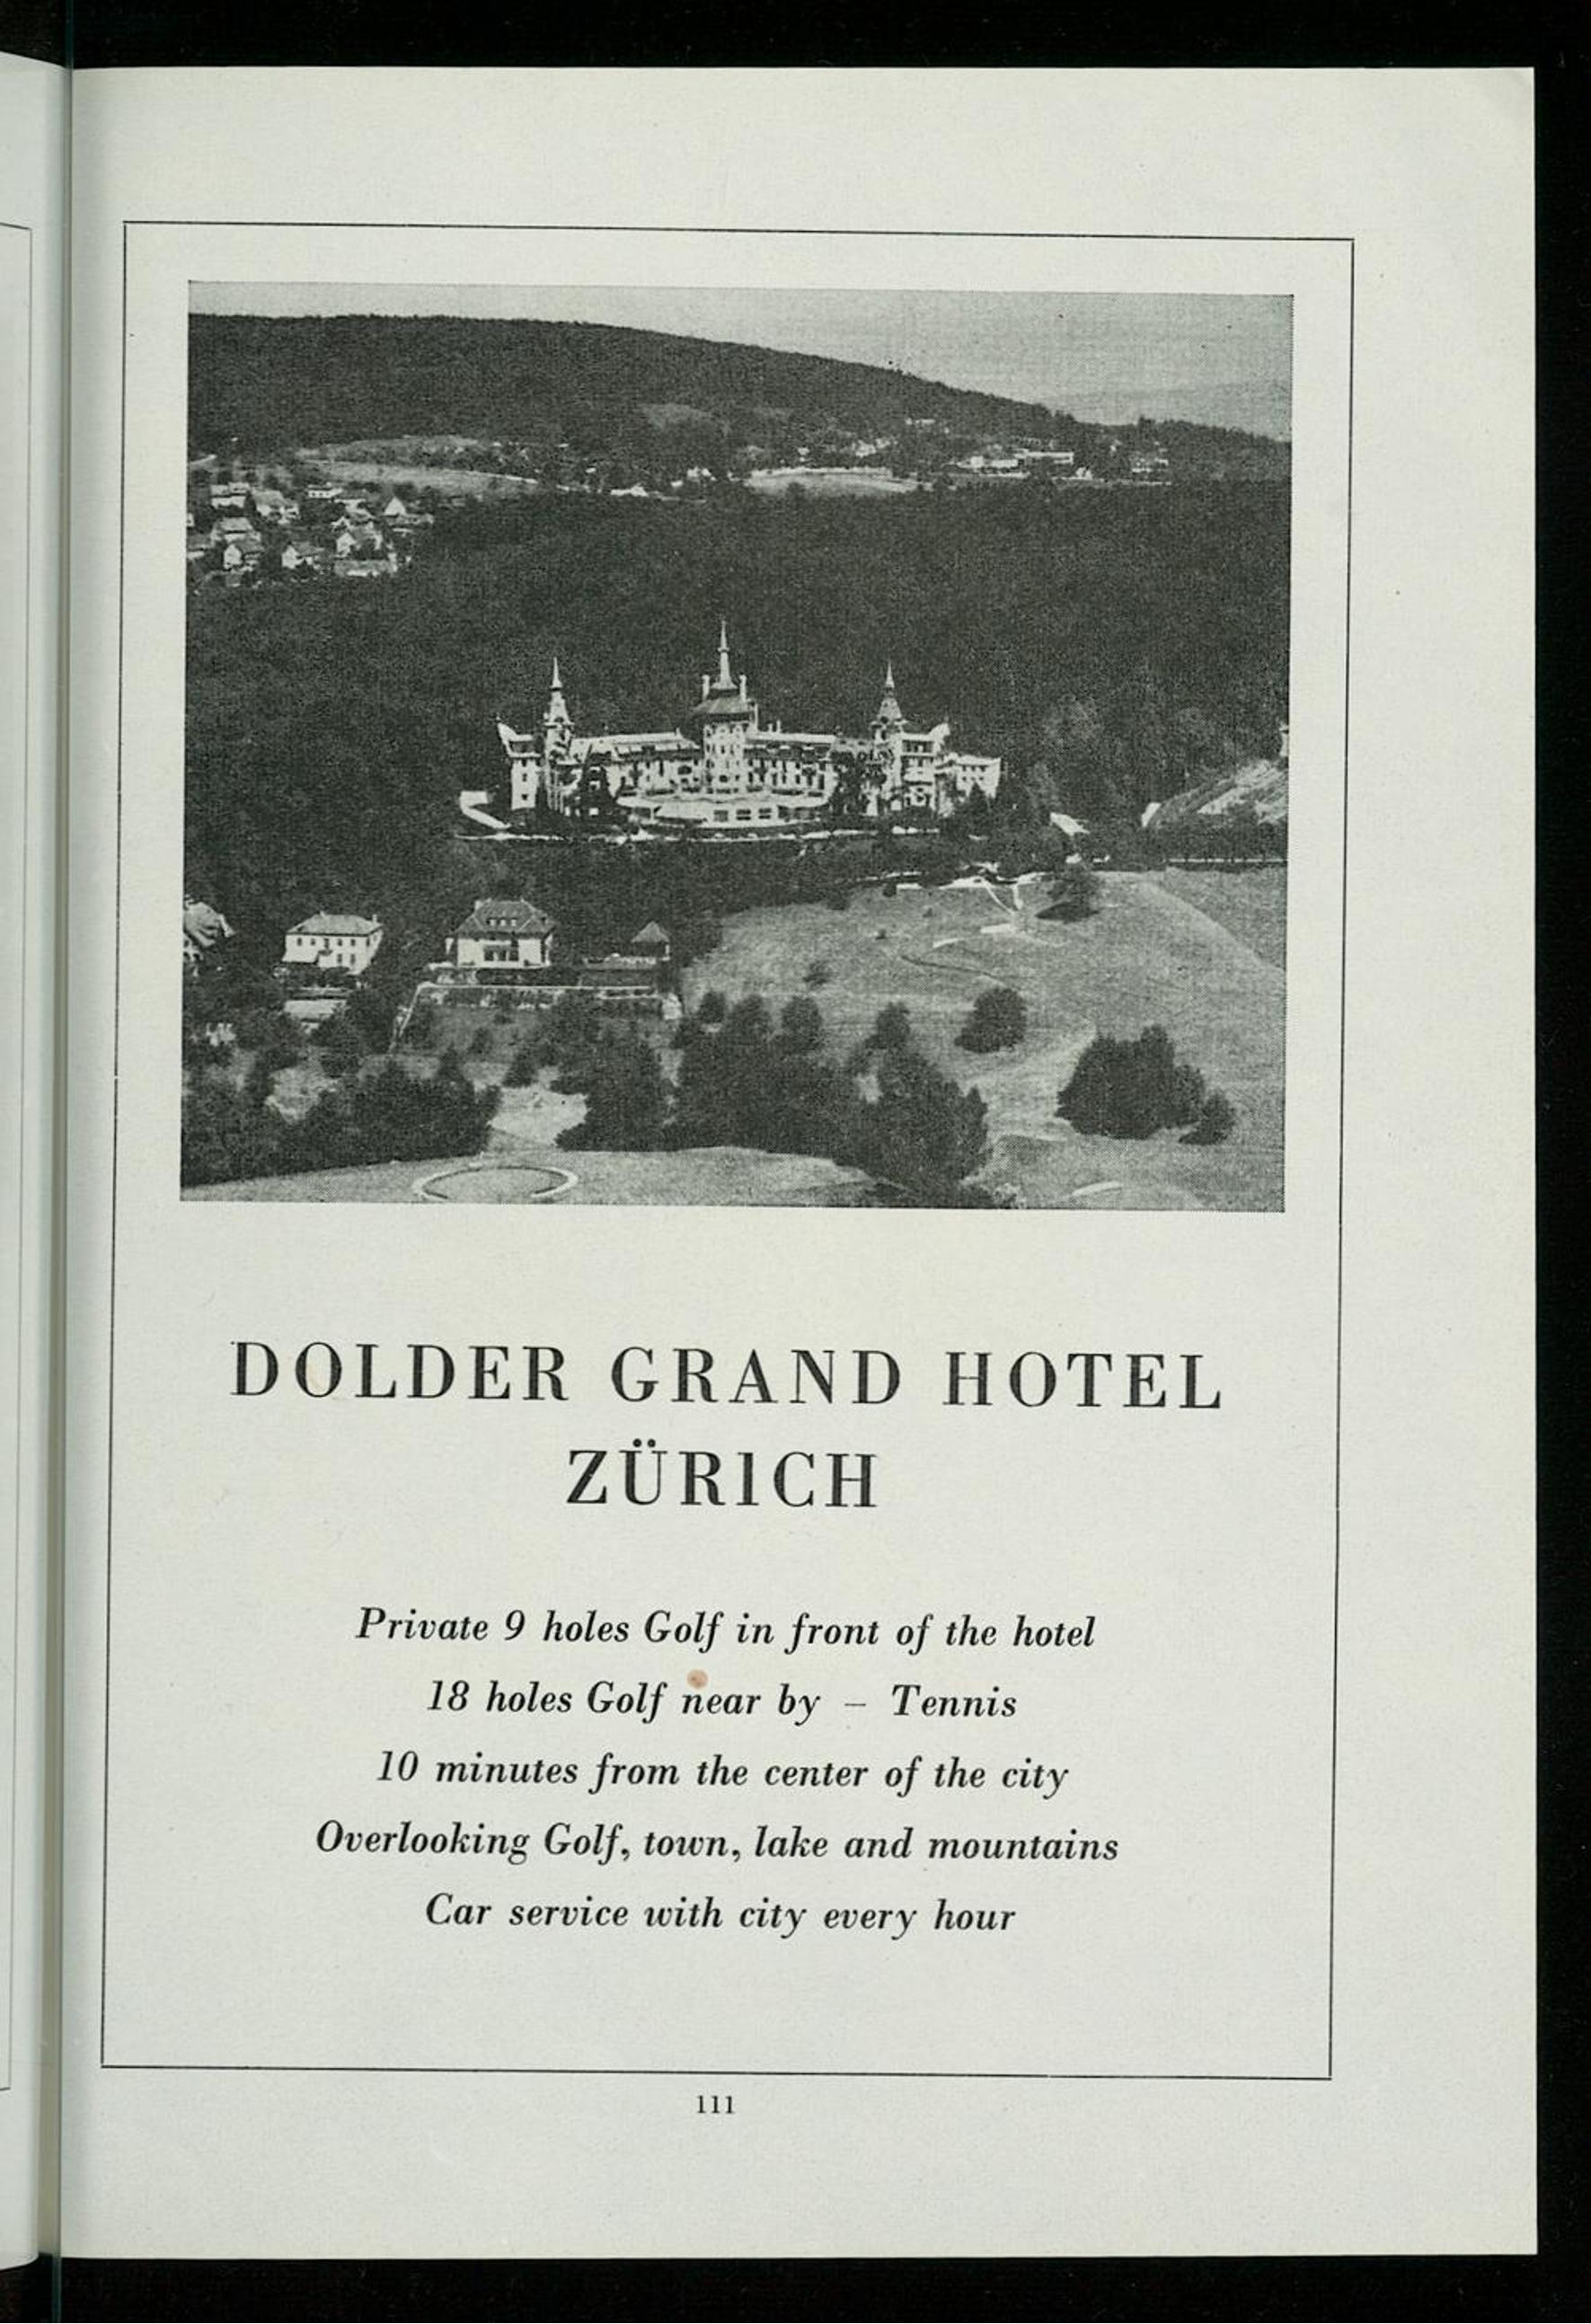 DOLDER GRAND HOTEL
ZÜRICH
Private 9 holes Golf in front of the hotel
18 holes Golf near by – Tennis
10 minutes from the center of the city
Overlooking Golf, town, lake and mountains
Car service with city every hour
111